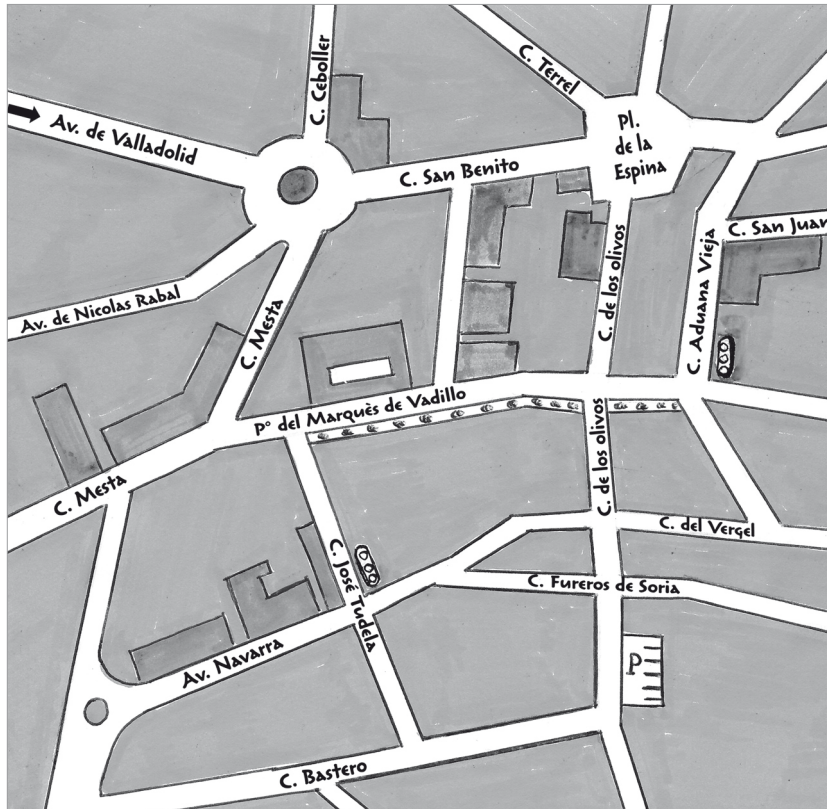 C. Ceboller
C. Terrel
Av. de Valladolid
Pl.
de la
Espina
C. San Benito
C. San Juan
C. de los olivos
C. Aduana Vieja
Av. de Nicolas Rabal
C. Mesta
Pº del Marquès de Vadillo
C. de los olivos
C. Mesta
C. del Vergel
C. José Tudela
C. Fureros de Soria
Av. Navarra
P
C. Bastero